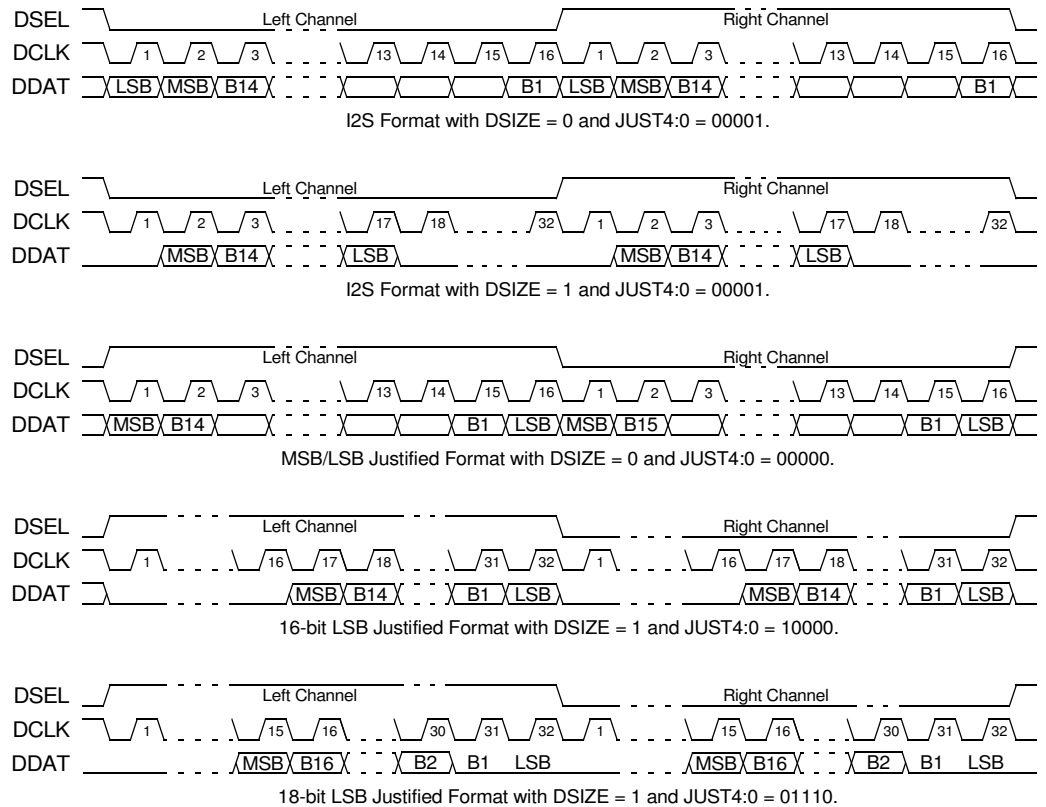 DSEL Left Channel Right Channel
DCLK 1 2 3 13 14 15 16 1 2 3 13 14 15 16
DDAT LSB MSB B14 B1 LSB MSB B14 B1
I2S Format with DSIZE = 0 and JUST4:0 = 00001.
DSEL Left Channel Right Channel
DCLK 1 2 3 17 18 32 1 2 3 17 18 32
DDAT MSB B14 LSB MSB B14 LSB
I2S Format with DSIZE = 1 and JUST4:0 = 00001.
DSEL Left Channel Right Channel
DCLK 1 2 3 13 14 15 16 1 2 3 13 14 15 16
DDAT MSB B14 B1 LSB MSB B15 B1 LSB
MSB/LSB Justified Format with DSIZE = 0 and JUST4:0 = 00000.
DSEL Left Channel Right Channel
DCLK 1 16 17 18 31 32 1 16 17 18 31 32
DDAT MSB B14 B1 LSB MSB B14 B1 LSB
16-bit LSB Justified Format with DSIZE = 1 and JUST4:0 = 10000.
DSEL Left Channel Right Channel
DCLK 1 15 16 30 31 32 1 15 16 30 31 32
DDAT MSB B16 B2 B1 LSB MSB B16 B2 B1 LSB
18-bit LSB Justified Format with DSIZE = 1 and JUST4:0 = 01110.